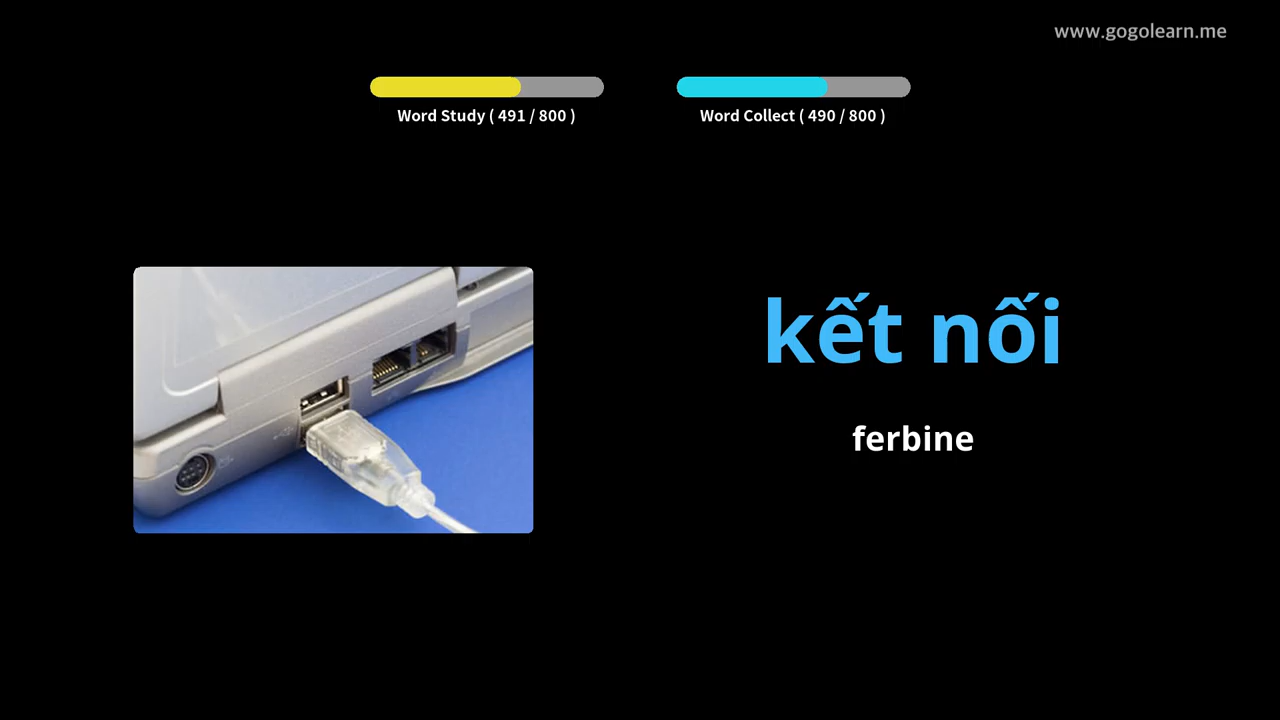 www.gogolearn.me
Word Study ( 491 / 800 )
Word Collect ( 490 / 800 )
kết nối
ferbine